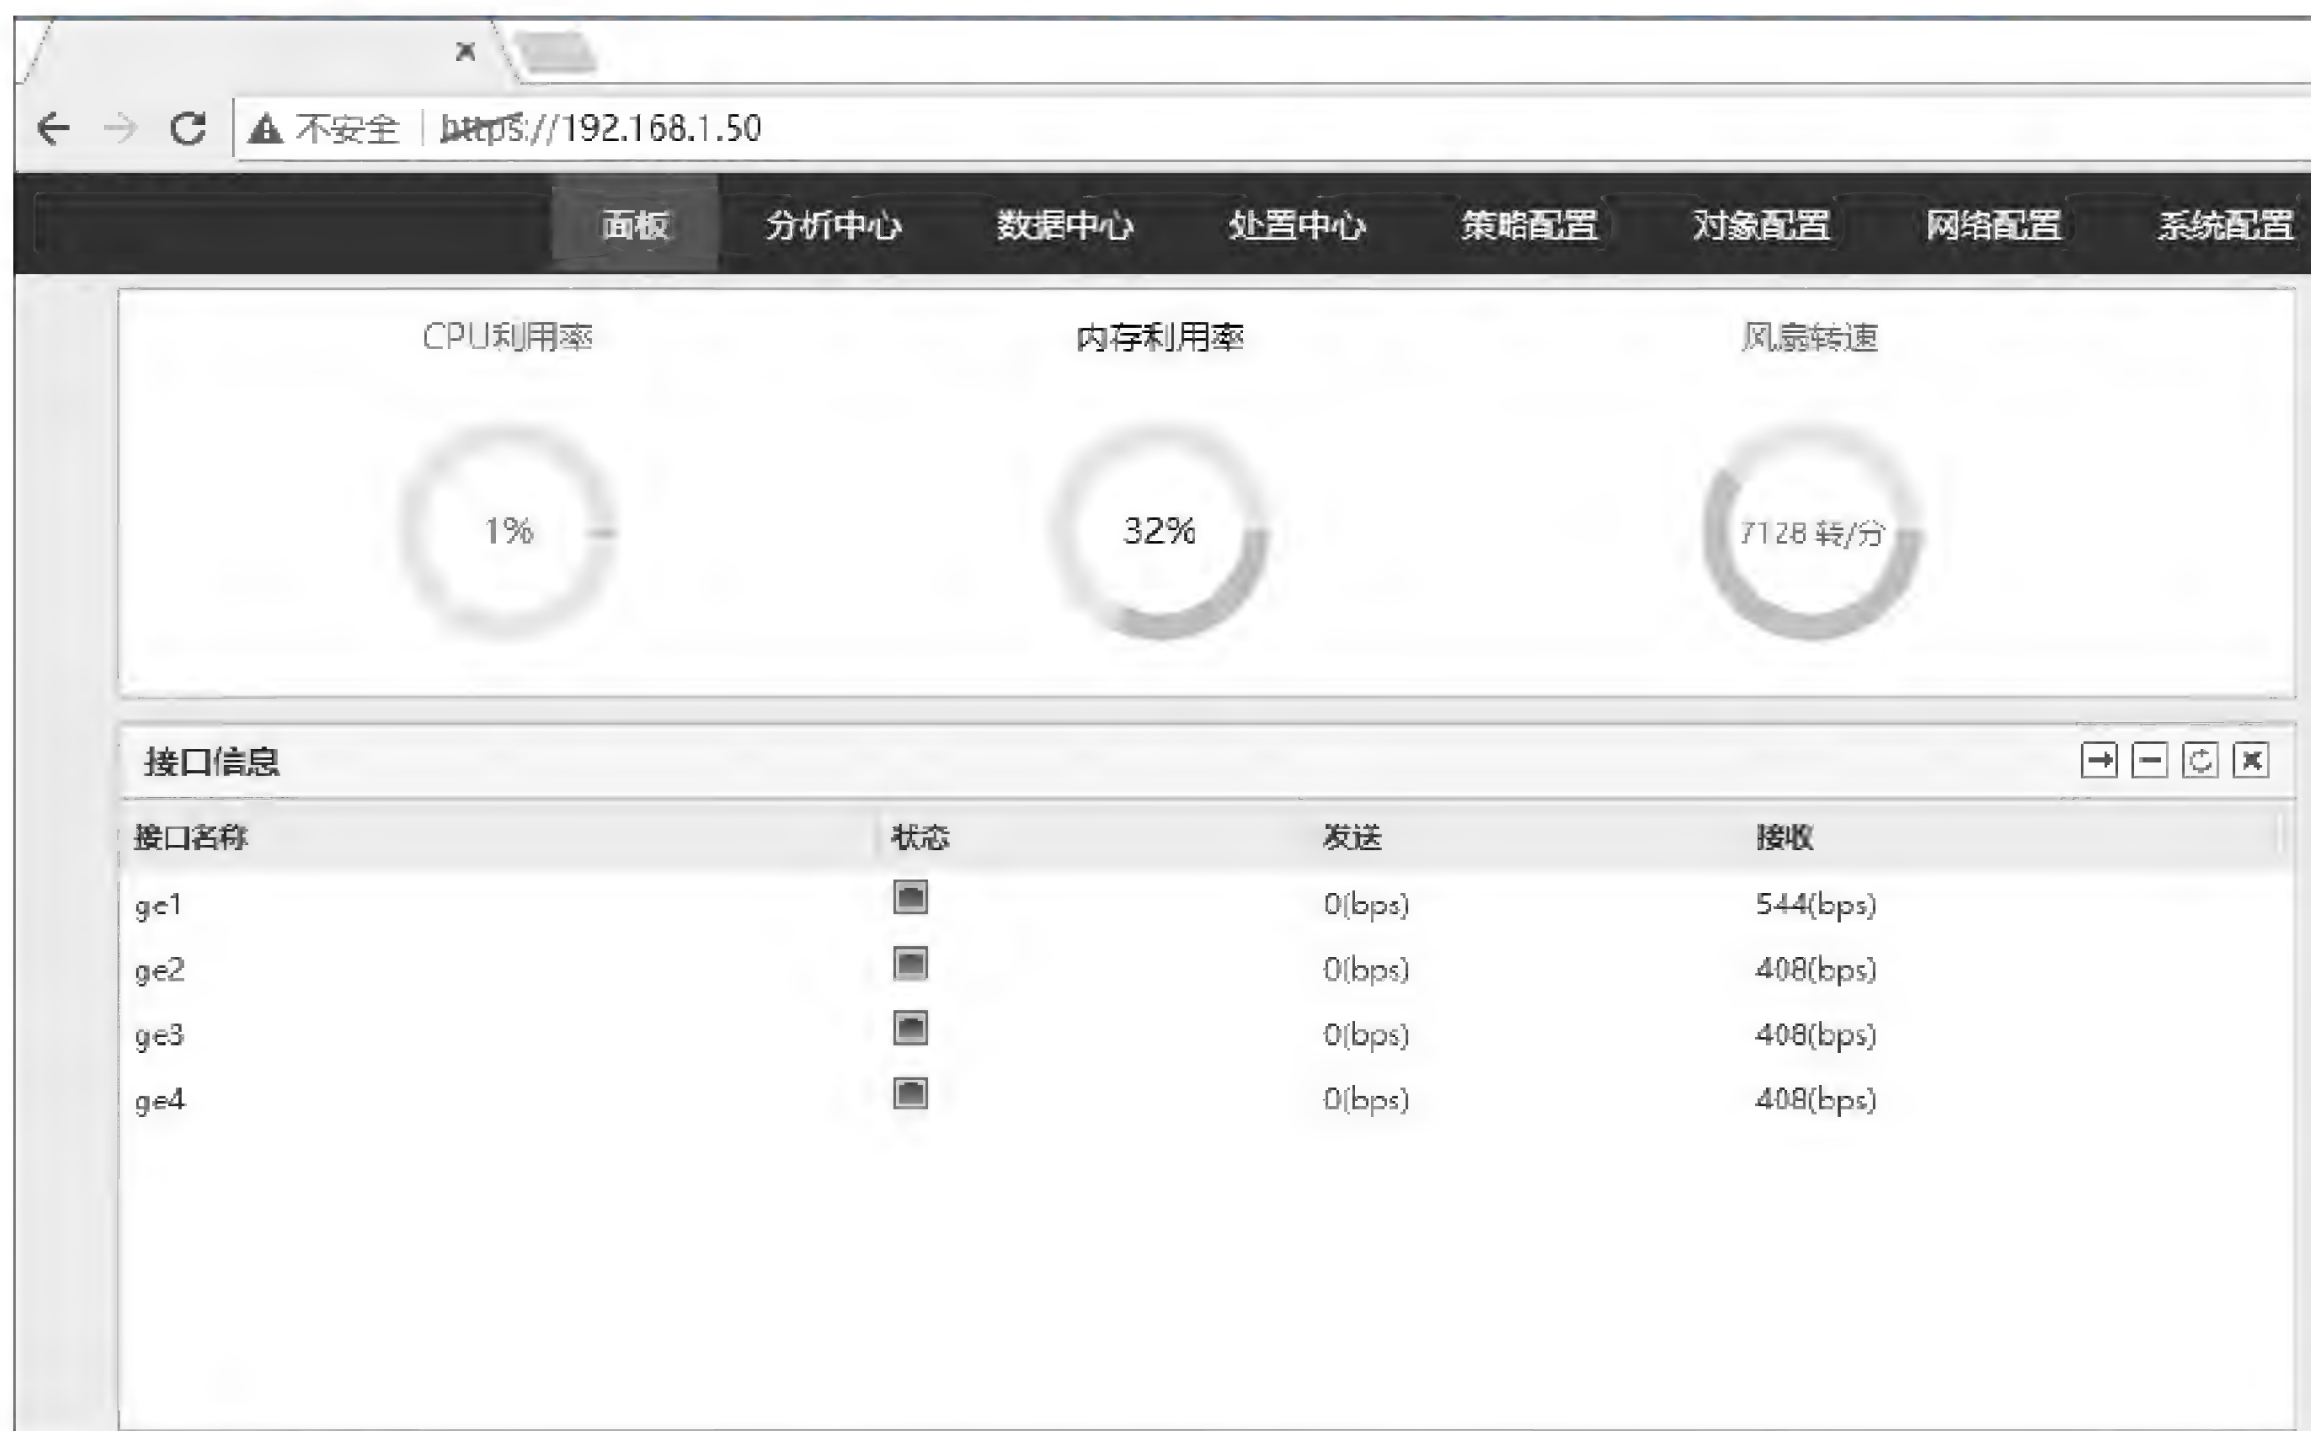 不安全 https://192.168.1.50
面板 分析中心 数据中心 处置中心 策略配置 对象配置 网络配置 系统配置
CPU利用率 内存利用率 风扇转速
1% 32% 7128 转/分
接口信息
接口名称 状态 发送 接收
ge1 0(bps) 544(bps)
ge2 0(bps) 408(bps)
ge3 0(bps) 408(bps)
ge4 0(bps) 408(bps)